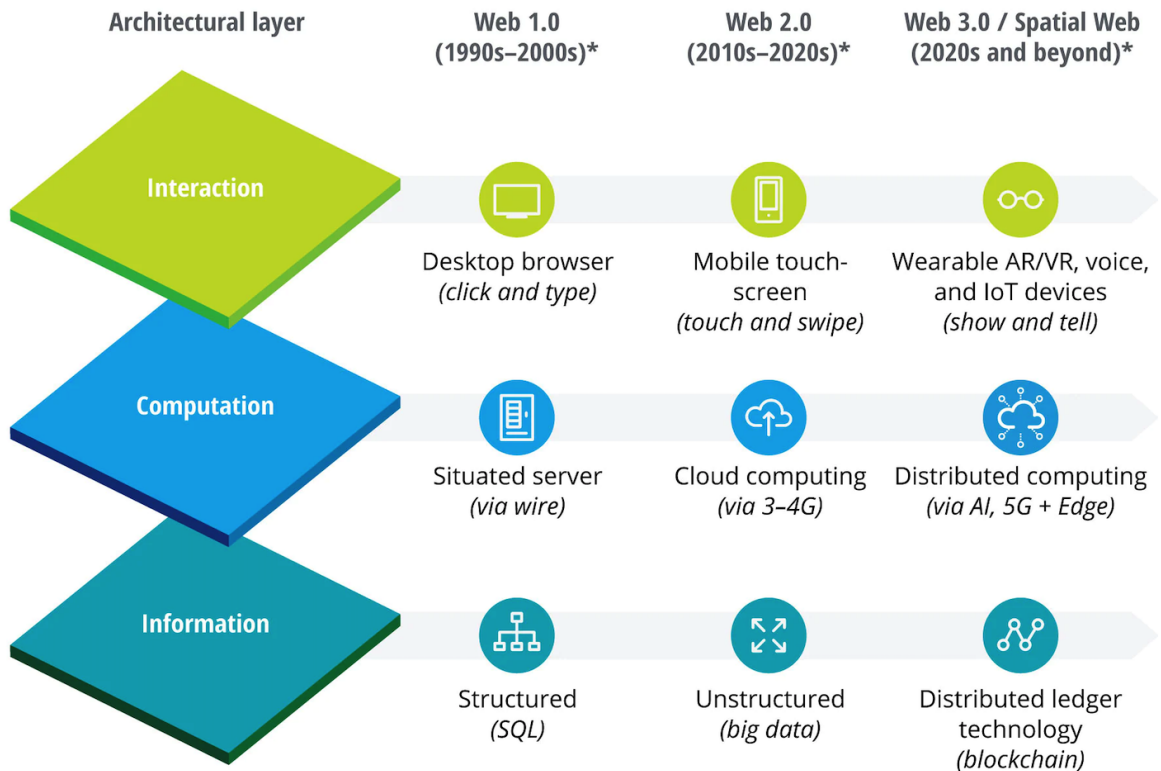 Architectural layer
Web 1.0
(1990s–2000s)*
Web 2.0
(2010s–2020s)*
Web 3.0 / Spatial Web
(2020s and beyond)*
Interaction
Desktop browser
(click and type)
Mobile touch-
screen
(touch and swipe)
Wearable AR/VR, voice,
and IoT devices
(show and tell)
Computation
Situated server
(via wire)
Cloud computing
(via 3–4G)
Distributed computing
(via AI, 5G + Edge)
Information
Structured
(SQL)
Unstructured
(big data)
Distributed ledger
technology
(blockchain)